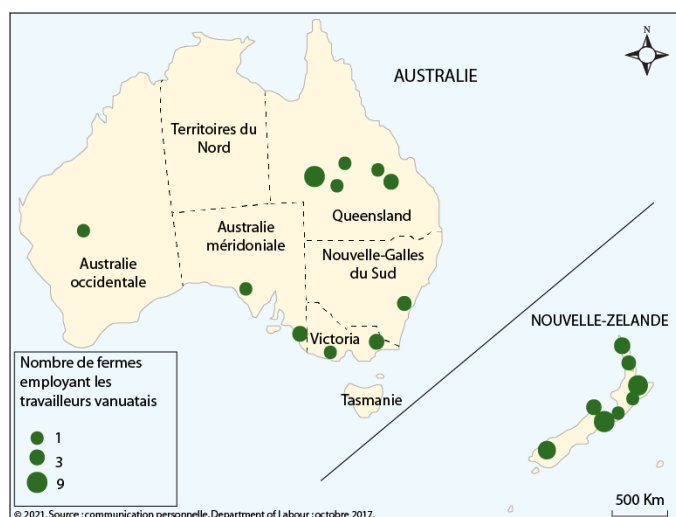 N
AUSTRALIE
Territoires du
Nord
Queensland
Australie
méridoniale
Nouvelle-Galles
du Sud
Australie
occidentale
Victoria
NOUVELLE-ZELANDE
Tasmanie
Nombre de fermes
employant les
travailleurs vanuatais
1
3
9
500 Km
© 2021. Source : communication personnelle. Department of Labour ; octobre 2017.